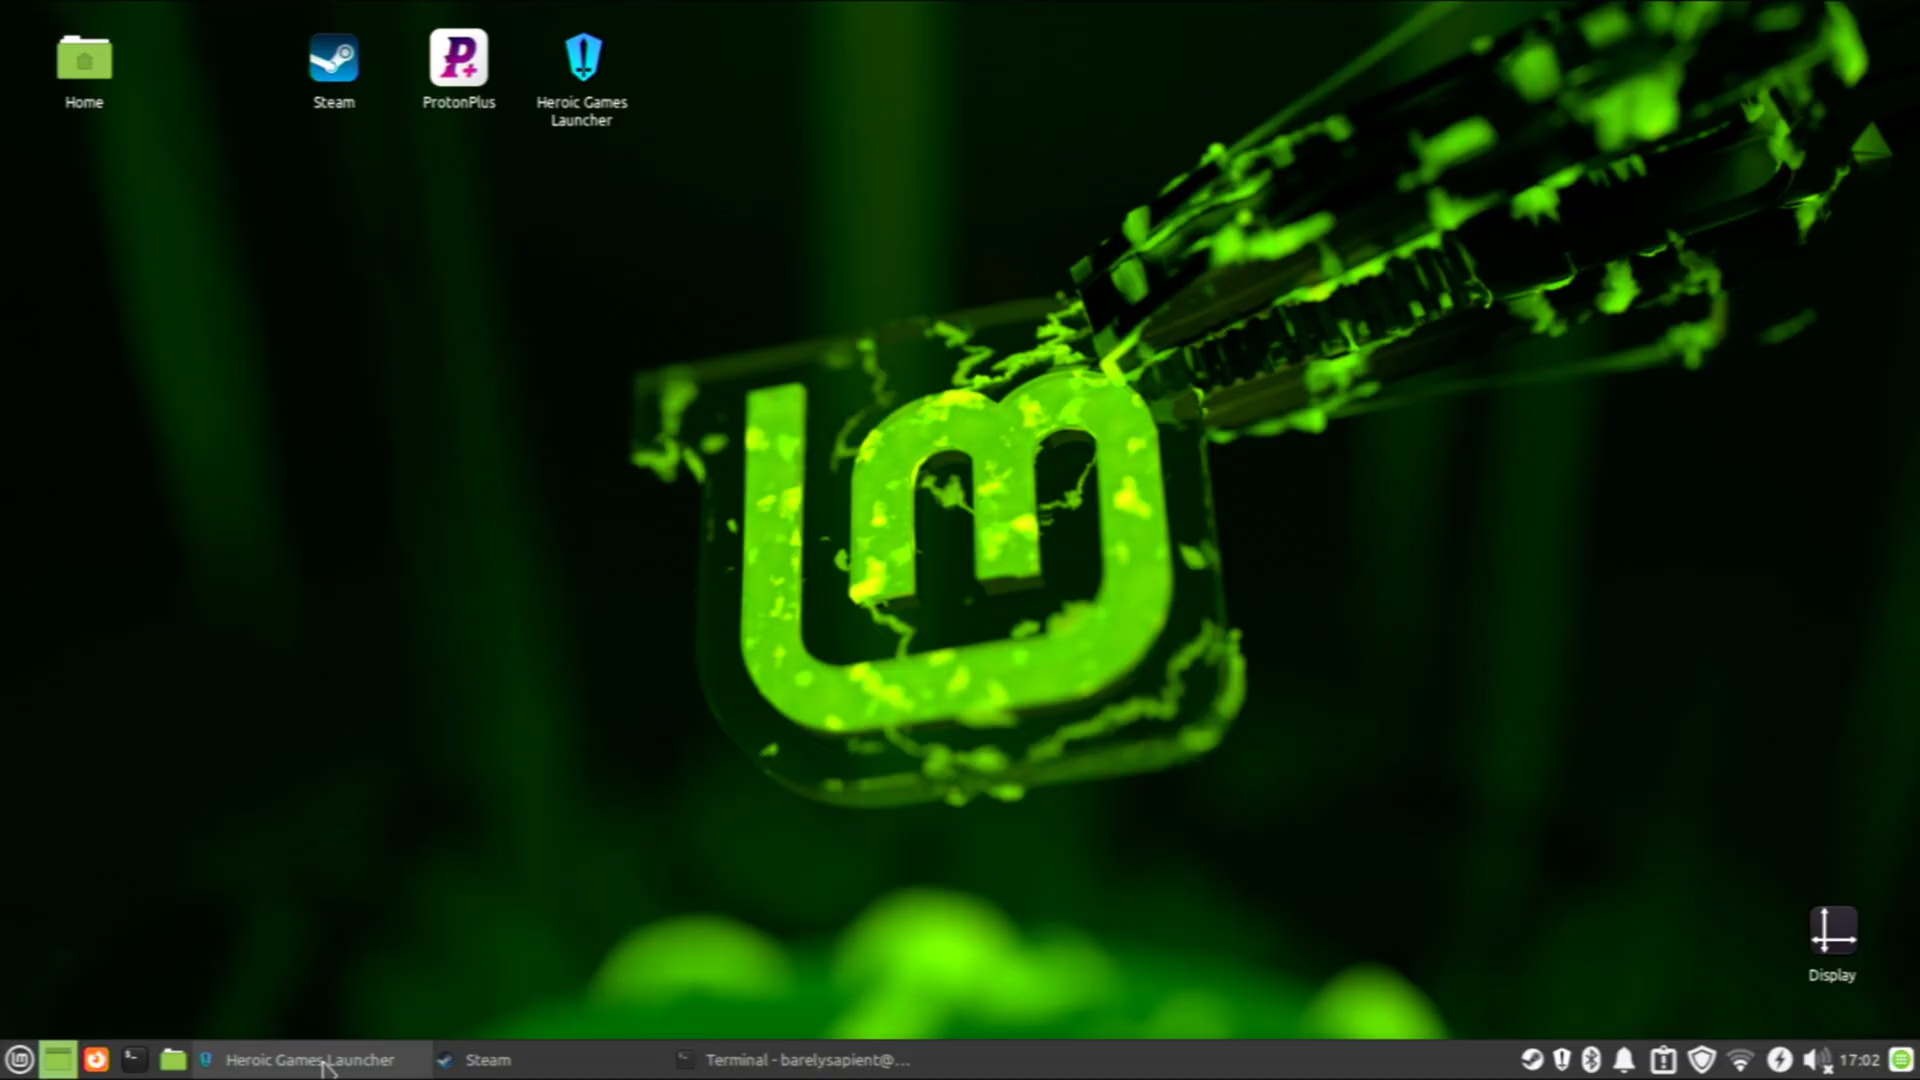 Home
Steam
ProtonPlus
Heroic Games
Launcher
Display
Heroic Games Launcher
Steam
Terminal - barelysapient@...
17:02